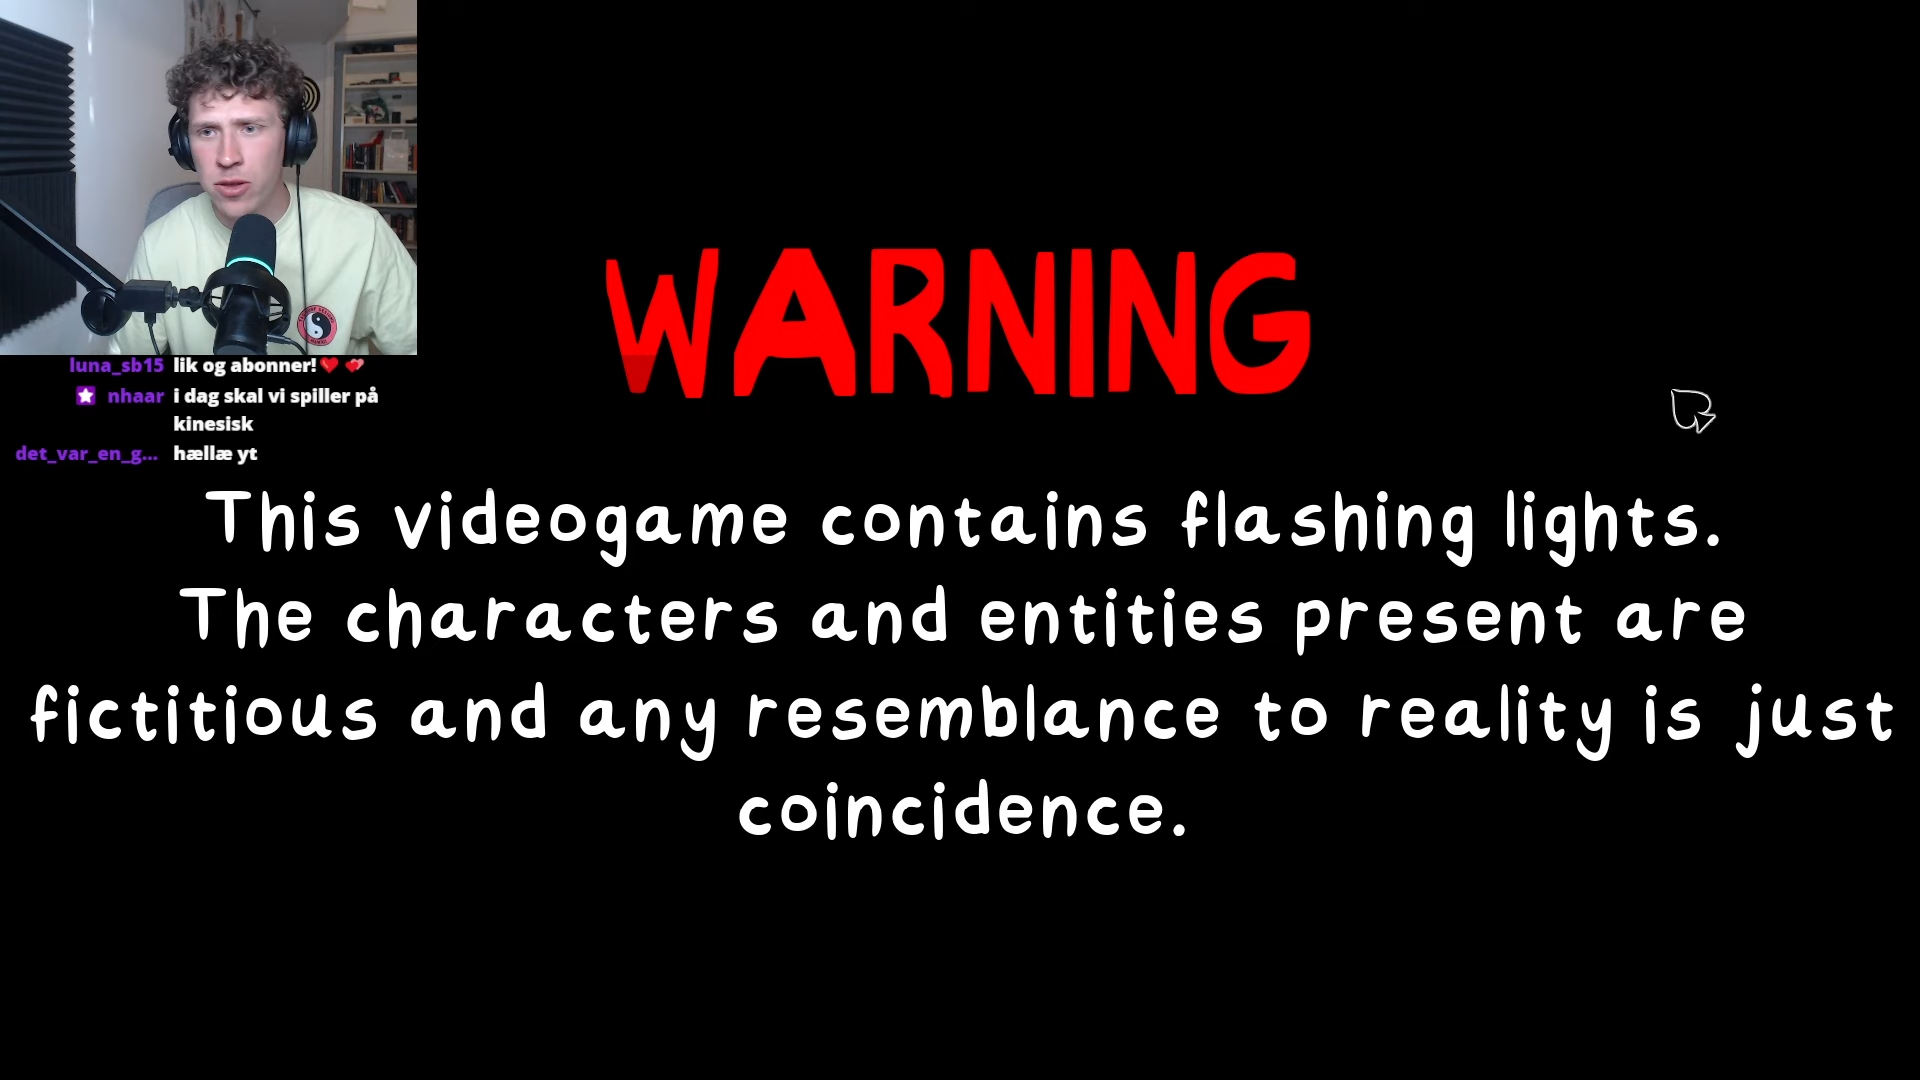 luna_sb15 lik og abonner!
nhaar i dag skal vi spiller på
kinesisk
det_var_en_g... hællæ yt
WARNING
This videogame contains flashing lights.
The characters and entities present are
fictitious and any resemblance to reality is just
coincidence.